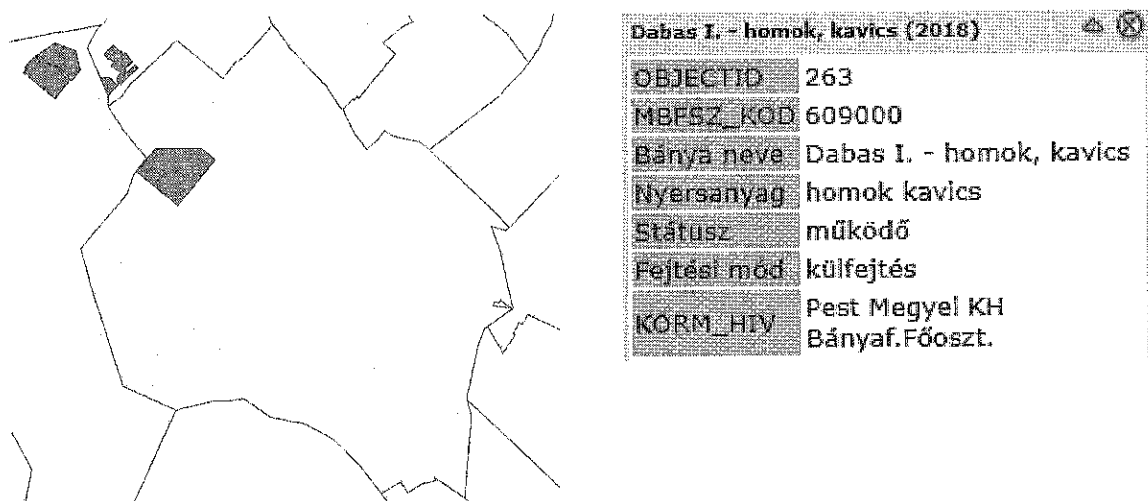 Dabas I. - homok, kavics (2018)
OBJECTID 263
MBFSZ_KOD 609000
Bánya neve Dabas I. - homok, kavics
Nyersanyag homok kavics
Státusz működő
Fejtési mód külfejtés
KORM_HIV Pest Megyei KH
Bányaf.Főoszt.